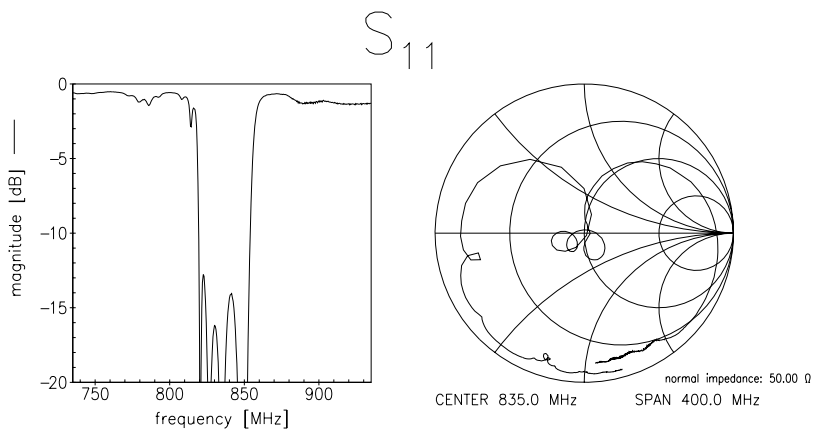 S11
0
−5
−10
−15
−20
magnitude [dB]
750 800 850 900
frequency [MHz]
normal impedance: 50.00 Ω
CENTER 835.0 MHz SPAN 400.0 MHz